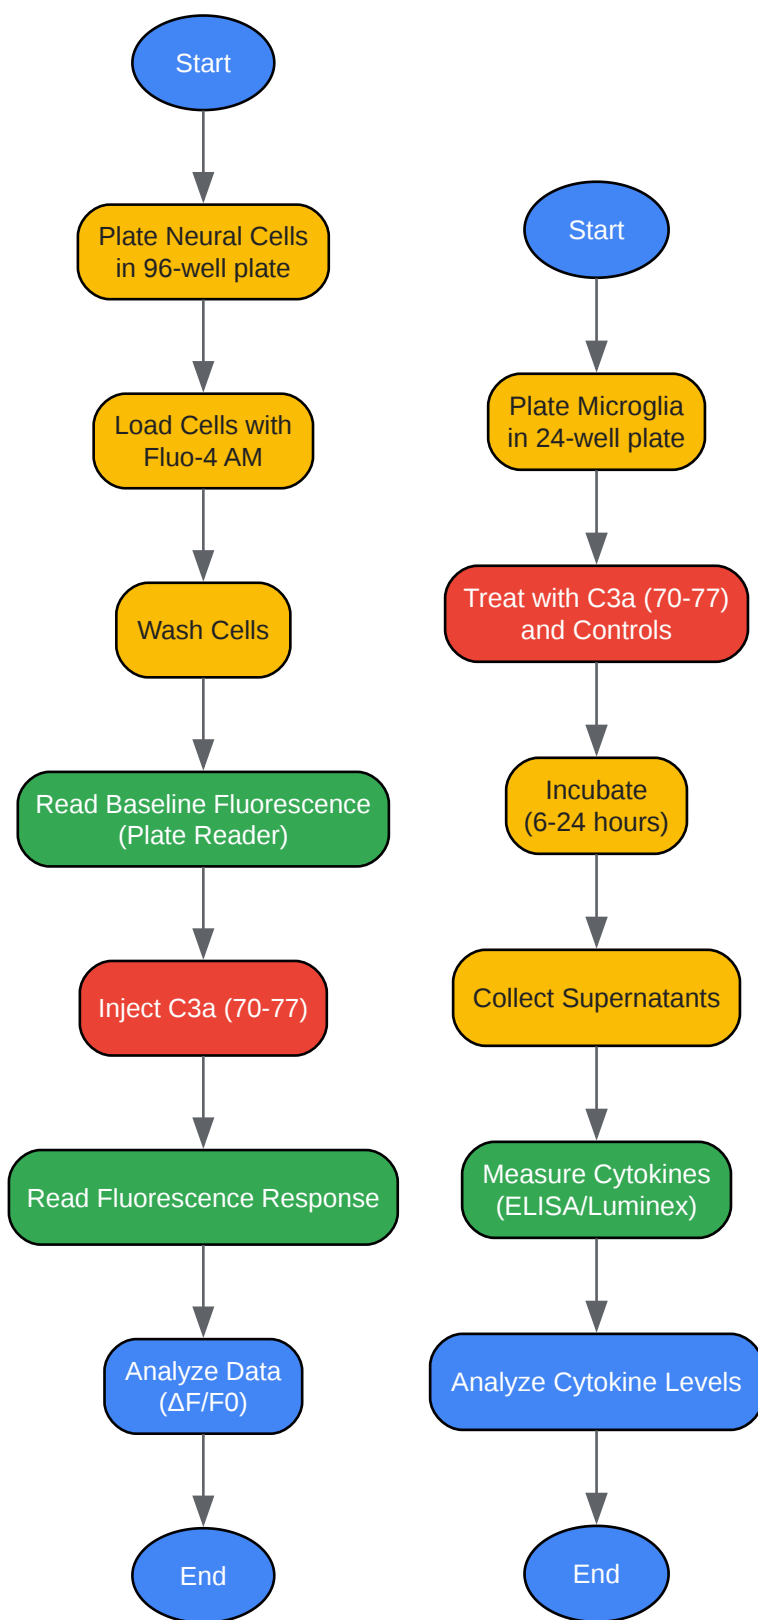 Start
Plate Neural Cells
in 96-well plate
Load Cells with
Fluo-4 AM
Wash Cells
Read Baseline Fluorescence
(Plate Reader)
Inject C3a (70-77)
Read Fluorescence Response
Analyze Data
(ΔF/F0)
End
Start
Plate Microglia
in 24-well plate
Treat with C3a (70-77)
and Controls
Incubate
(6-24 hours)
Collect Supernatants
Measure Cytokines
(ELISA/Luminex)
Analyze Cytokine Levels
End